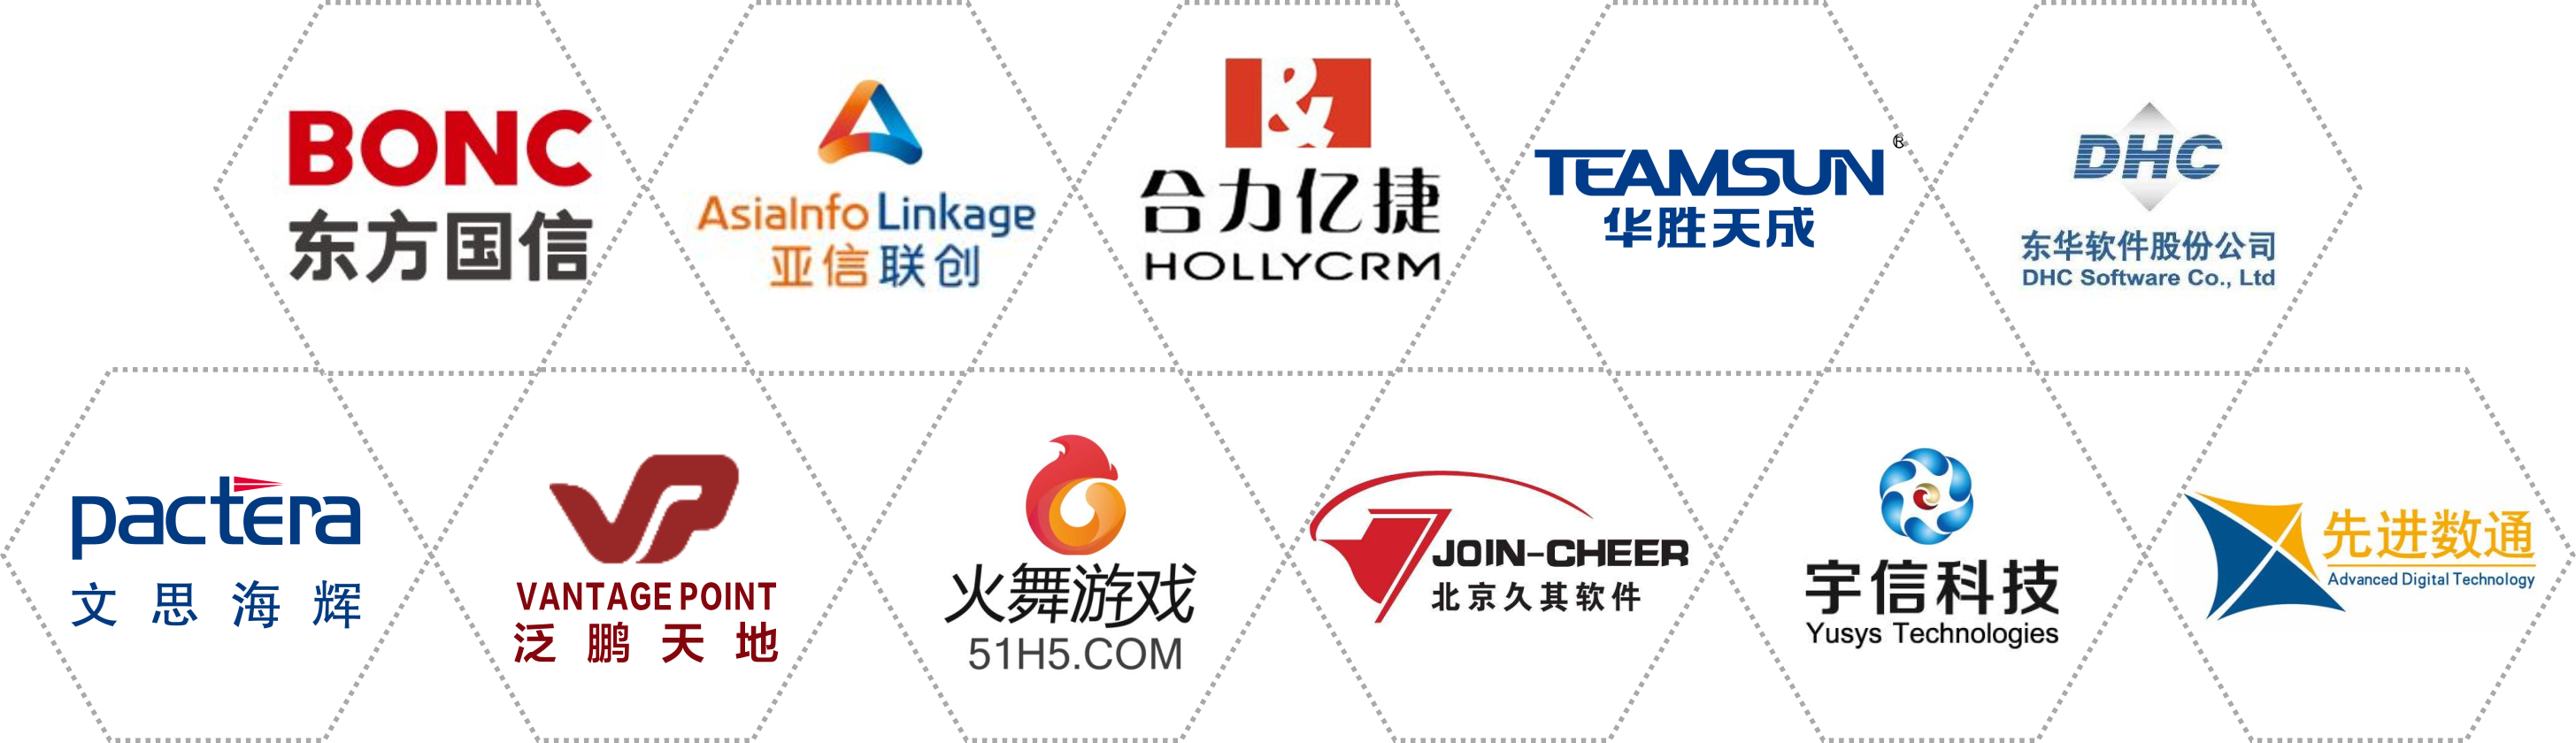 BONC
东方国信
AsiaInfo Linkage
亚信联创
合力亿捷
HOLLYCRM
TEAMSUN®
华胜天成
DHC
东华软件股份公司
DHC Software Co., Ltd
pactera
文思海辉
VANTAGE POINT
泛鹏天地
火舞游戏
51H5.COM
JOIN-CHEER
北京久其软件
宇信科技
Yusys Technologies
先进数通
Advanced Digital Technology